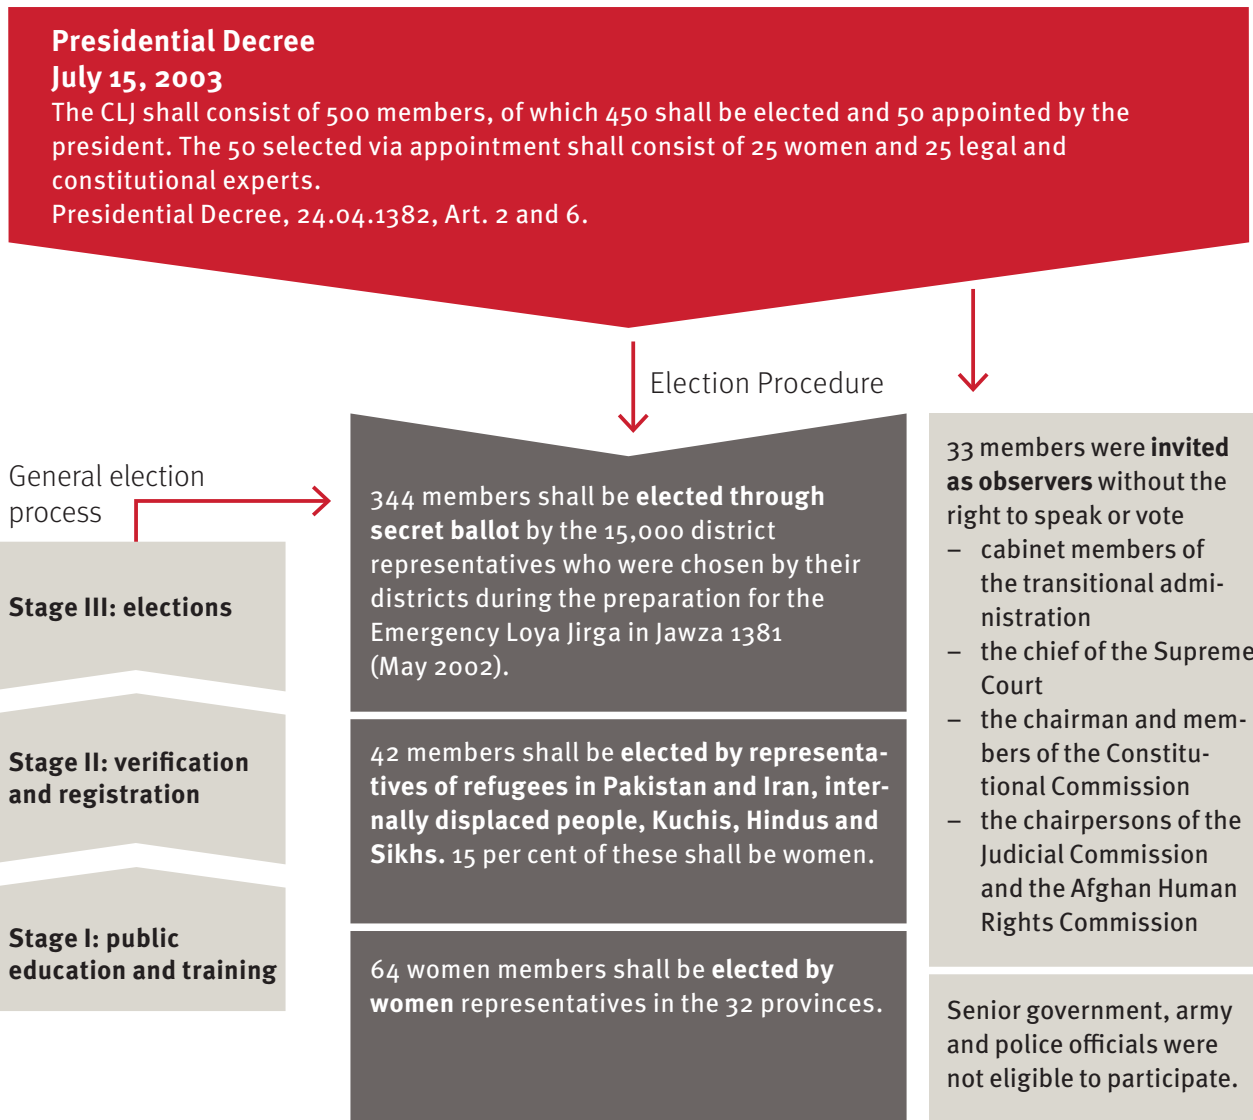 Presidential Decree
July 15, 2003
The CLJ shall consist of 500 members, of which 450 shall be elected and 50 appointed by the
president. The 50 selected via appointment shall consist of 25 women and 25 legal and
constitutional experts.
Presidential Decree, 24.04.1382, Art. 2 and 6.
Election Procedure
General election
process
Stage III: elections
Stage II: verification
and registration
Stage I: public
education and training
344 members shall be elected through
secret ballot by the 15,000 district
representatives who were chosen by their
districts during the preparation for the
Emergency Loya Jirga in Jawza 1381
(May 2002).
42 members shall be elected by representa-
tives of refugees in Pakistan and Iran, inter-
nally displaced people, Kuchis, Hindus and
Sikhs. 15 per cent of these shall be women.
64 women members shall be elected by
women representatives in the 32 provinces.
33 members were invited
as observers without the
right to speak or vote
– cabinet members of
the transitional admi-
nistration
– the chief of the Supreme
Court
– the chairman and mem-
bers of the Constitu-
tional Commission
– the chairpersons of the
Judicial Commission
and the Afghan Human
Rights Commission
Senior government, army
and police officials were
not eligible to participate.